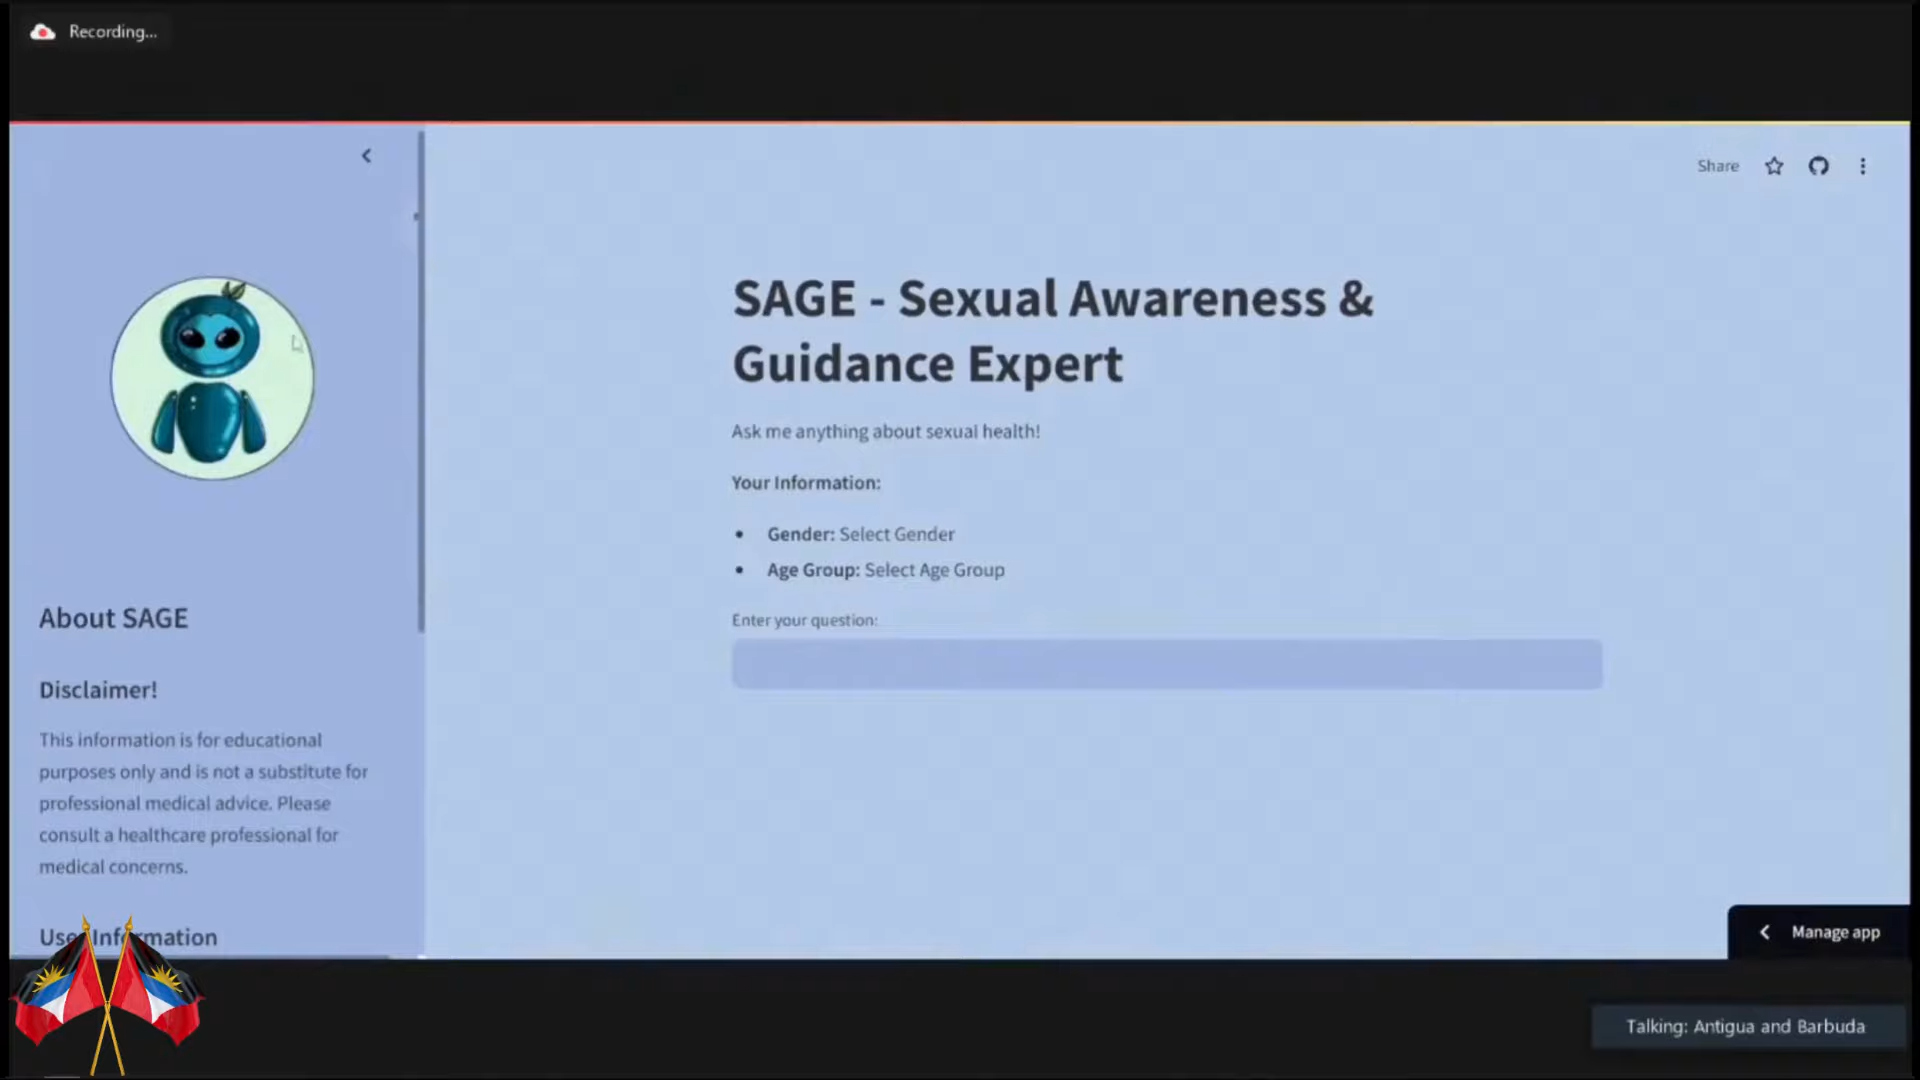 Recording...
Share
SAGE - Sexual Awareness &
Guidance Expert
Ask me anything about sexual health!
Your Information:
• Gender: Select Gender
• Age Group: Select Age Group
Enter your question:
About SAGE
Disclaimer!
This information is for educational
purposes only and is not a substitute for
professional medical advice. Please
consult a healthcare professional for
medical concerns.
User Information
Manage app
Talking: Antigua and Barbuda